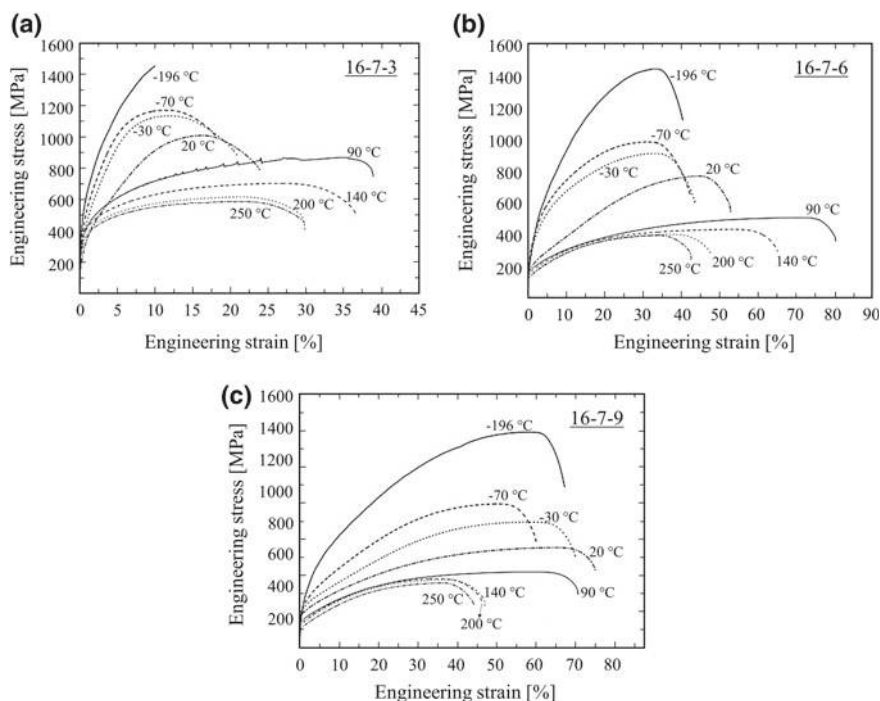 (a)
Engineering stress [MPa]
1600
1400
1200
1000
800
600
400
200
16-7-3
-196 °C
-70 °C
-30 °C
20 °C
90 °C
140 °C
200 °C
250 °C
0 5 10 15 20 25 30 35 40 45
Engineering strain [%]
(b)
Engineering stress [MPa]
1600
1400
1200
1000
800
600
400
200
16-7-6
-196 °C
-70 °C
-30 °C
20 °C
90 °C
250 °C
200 °C
140 °C
0 10 20 30 40 50 60 70 80 90
Engineering strain [%]
(c)
Engineering stress [MPa]
1600
1400
1200
1000
800
600
400
200
16-7-9
-196 °C
-70 °C
-30 °C
20 °C
90 °C
140 °C
250 °C
200 °C
0 10 20 30 40 50 60 70 80
Engineering strain [%]